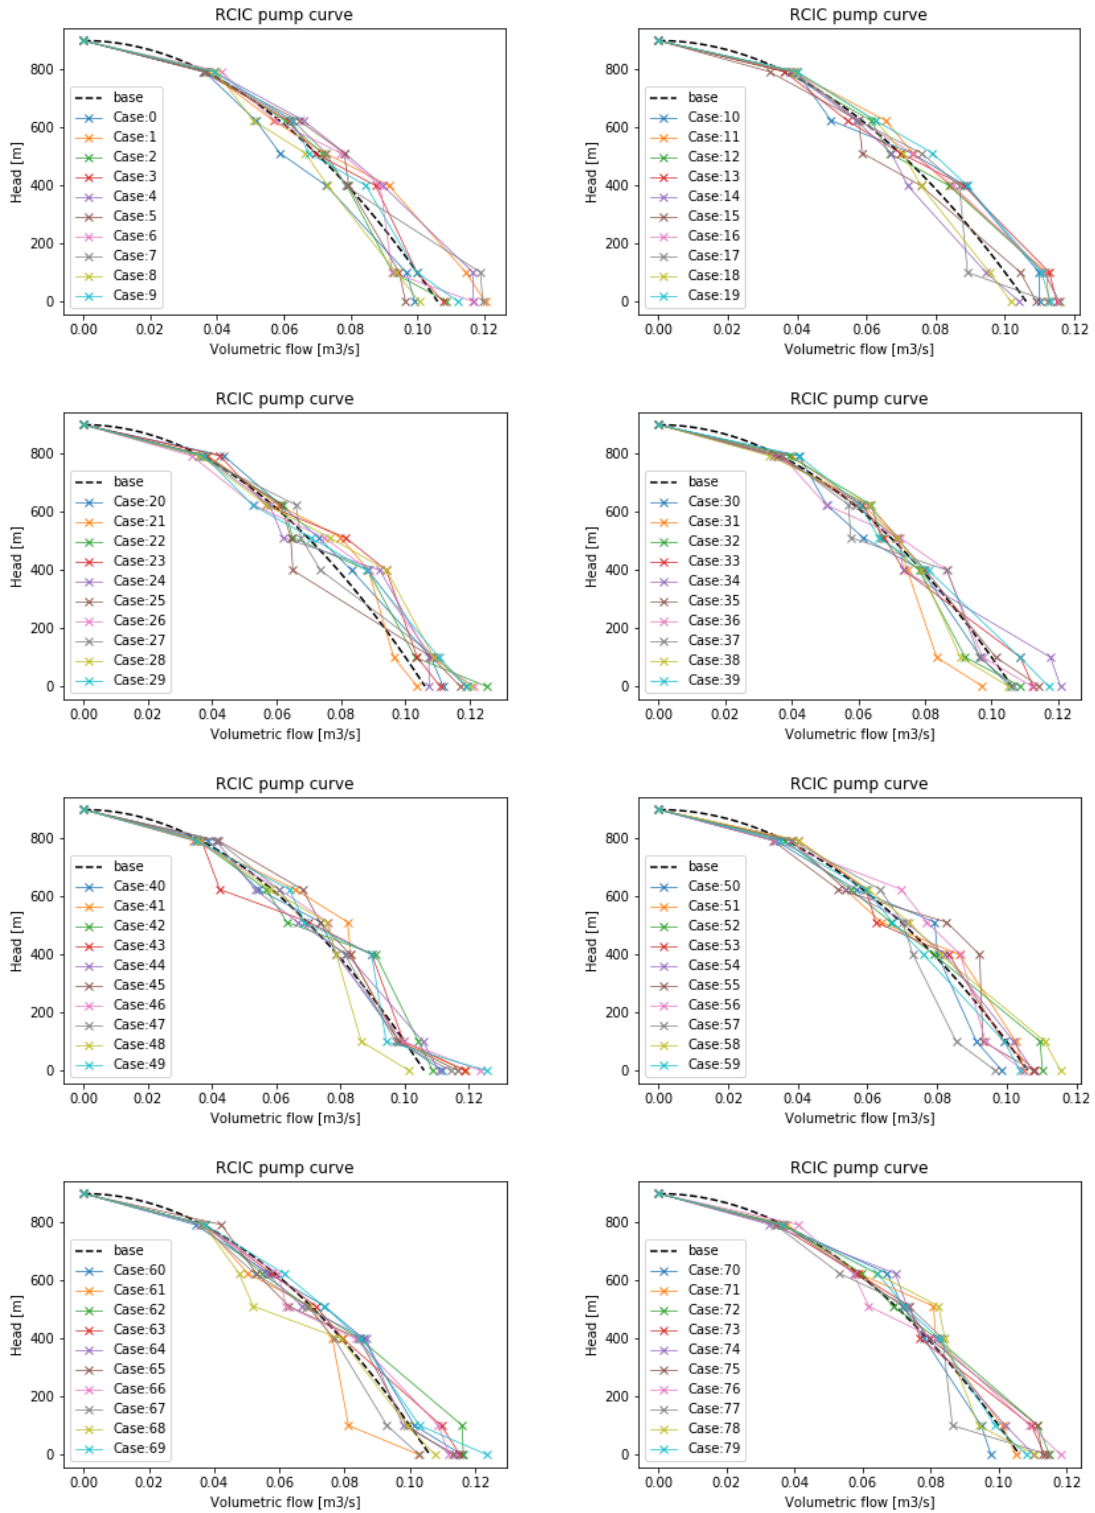 RCIC pump curve
Head [m]
800
600
400
200
0
base
Case:0
Case:1
Case:2
Case:3
Case:4
Case:5
Case:6
Case:7
Case:8
Case:9
0.00 0.02 0.04 0.06 0.08 0.10 0.12
Volumetric flow [m3/s]
RCIC pump curve
Head [m]
800
600
400
200
0
base
Case:10
Case:11
Case:12
Case:13
Case:14
Case:15
Case:16
Case:17
Case:18
Case:19
0.00 0.02 0.04 0.06 0.08 0.10 0.12
Volumetric flow [m3/s]
RCIC pump curve
Head [m]
800
600
400
200
0
base
Case:20
Case:21
Case:22
Case:23
Case:24
Case:25
Case:26
Case:27
Case:28
Case:29
0.00 0.02 0.04 0.06 0.08 0.10 0.12
Volumetric flow [m3/s]
RCIC pump curve
Head [m]
800
600
400
200
0
base
Case:30
Case:31
Case:32
Case:33
Case:34
Case:35
Case:36
Case:37
Case:38
Case:39
0.00 0.02 0.04 0.06 0.08 0.10 0.12
Volumetric flow [m3/s]
RCIC pump curve
Head [m]
800
600
400
200
0
base
Case:40
Case:41
Case:42
Case:43
Case:44
Case:45
Case:46
Case:47
Case:48
Case:49
0.00 0.02 0.04 0.06 0.08 0.10 0.12
Volumetric flow [m3/s]
RCIC pump curve
Head [m]
800
600
400
200
0
base
Case:50
Case:51
Case:52
Case:53
Case:54
Case:55
Case:56
Case:57
Case:58
Case:59
0.00 0.02 0.04 0.06 0.08 0.10 0.12
Volumetric flow [m3/s]
RCIC pump curve
Head [m]
800
600
400
200
0
base
Case:60
Case:61
Case:62
Case:63
Case:64
Case:65
Case:66
Case:67
Case:68
Case:69
0.00 0.02 0.04 0.06 0.08 0.10 0.12
Volumetric flow [m3/s]
RCIC pump curve
Head [m]
800
600
400
200
0
base
Case:70
Case:71
Case:72
Case:73
Case:74
Case:75
Case:76
Case:77
Case:78
Case:79
0.00 0.02 0.04 0.06 0.08 0.10 0.12
Volumetric flow [m3/s]